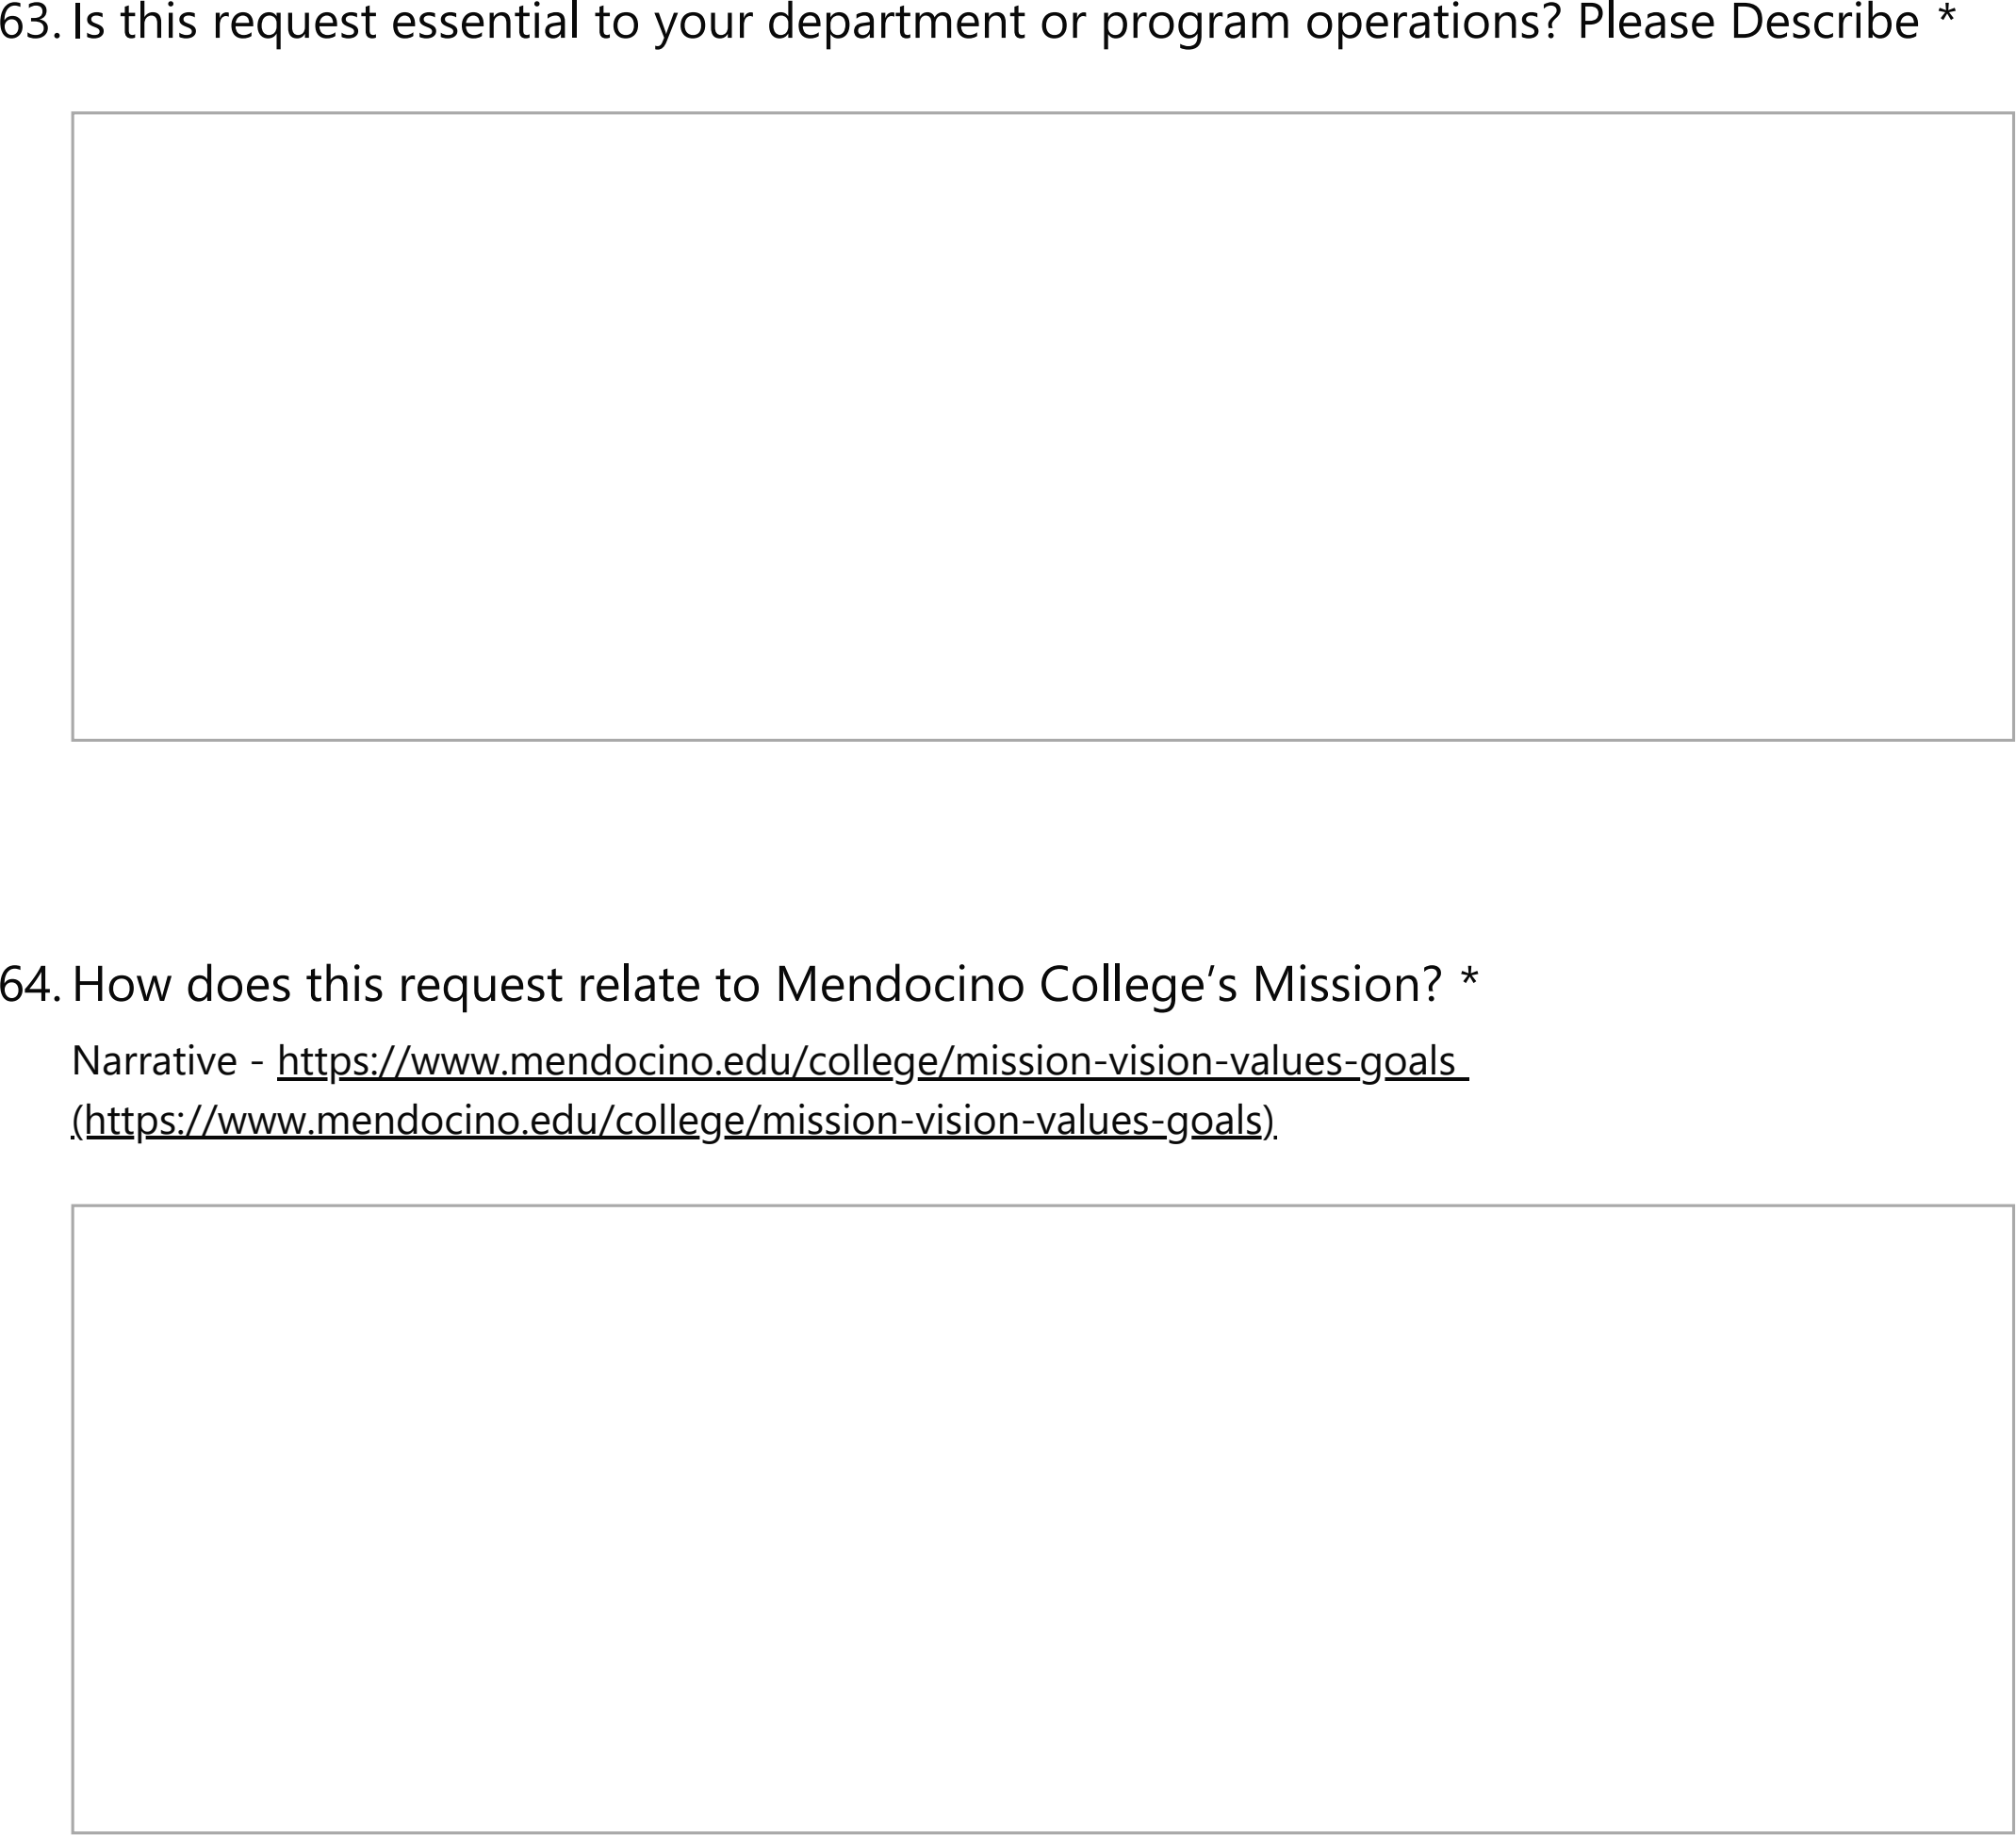 63. Is this request essential to your department or program operations? Please Describe *
64. How does this request relate to Mendocino College’s Mission? *
Narrative - https://www.mendocino.edu/college/mission-vision-values-goals
(https://www.mendocino.edu/college/mission-vision-values-goals)